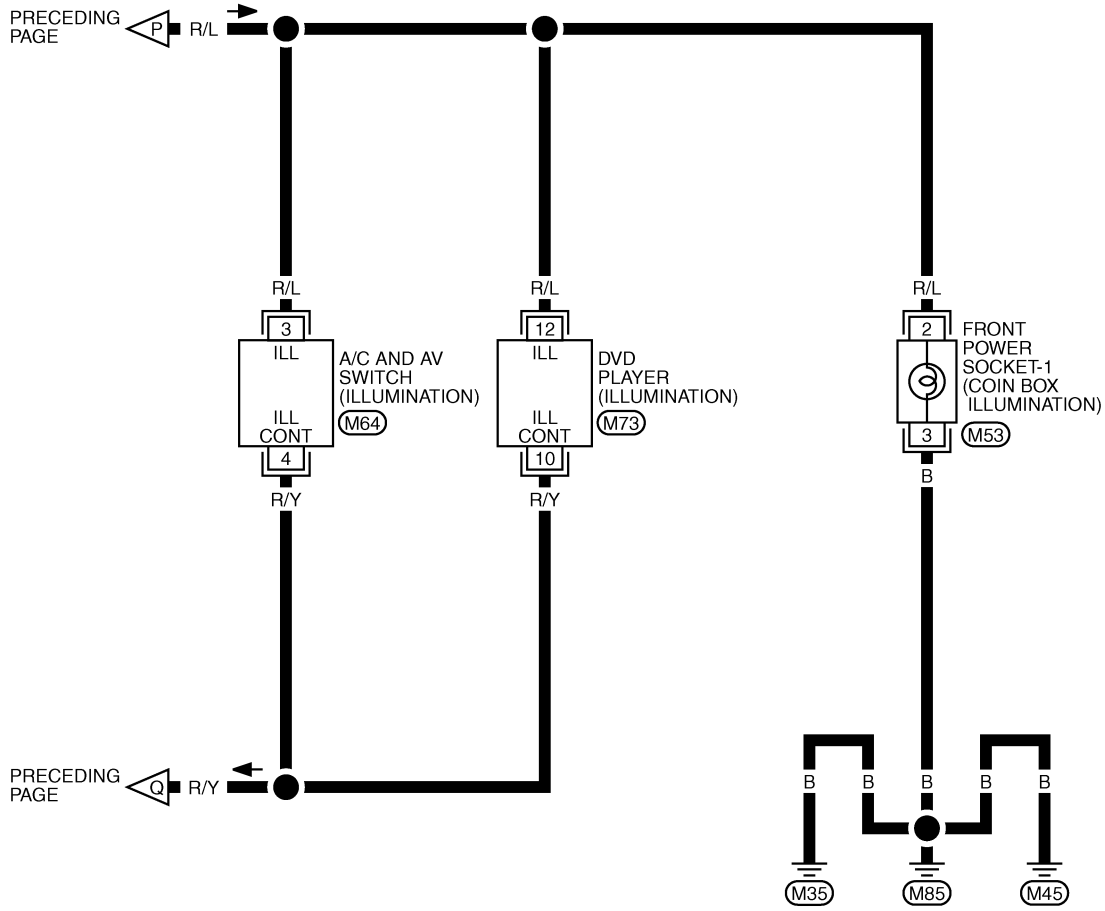 PRECEDING
PAGE
P
R/L
R/L
R/L
R/L
3
ILL
ILL
CONT
4
A/C AND AV
SWITCH
(ILLUMINATION)
M64
R/Y
12
ILL
ILL
CONT
10
DVD
PLAYER
(ILLUMINATION)
M73
R/Y
2
3
FRONT
POWER
SOCKET-1
(COIN BOX
ILLUMINATION)
M53
B
PRECEDING
PAGE
Q
R/Y
B
B
B
B
B
M35
M85
M45